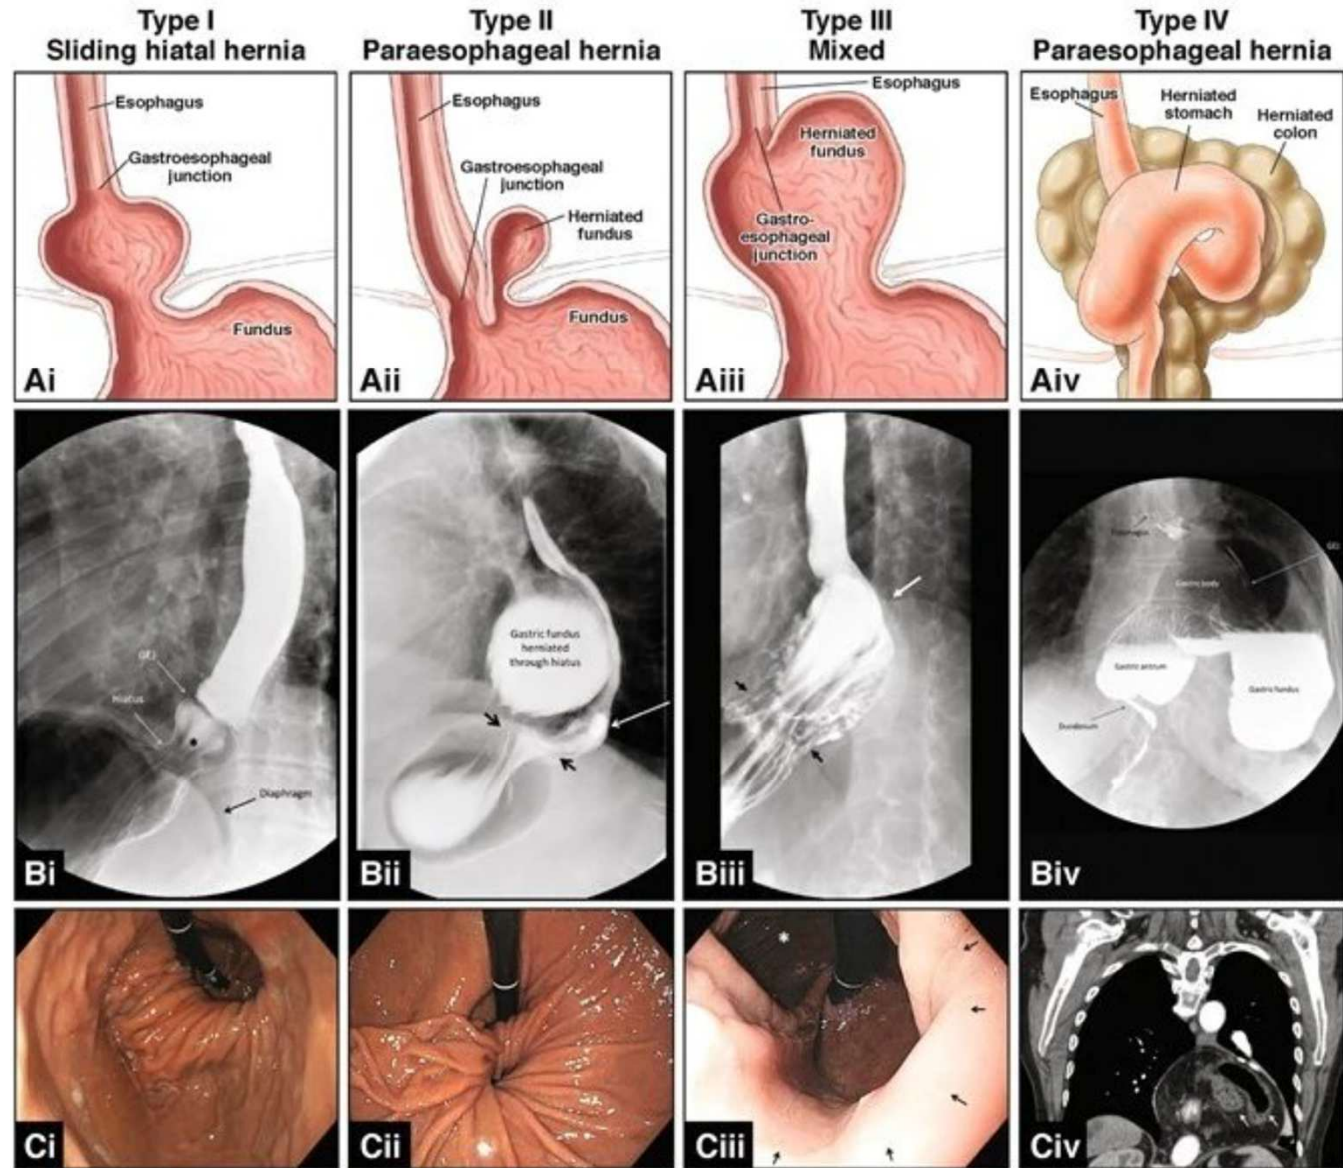 Type I
Sliding hiatal hernia
Type II
Paraesophageal hernia
Type III
Mixed
Type IV
Paraesophageal hernia
Esophagus
Gastroesophageal
junction
Fundus
Ai
Esophagus
Gastroesophageal
junction
Herniated
fundus
Fundus
Aii
Esophagus
Herniated
fundus
Gastro-
esophageal
junction
Aiii
Esophagus
Herniated
stomach
Herniated
colon
Aiv
GEJ
Hiatus
Diaphragm
Bi
Gastric fundus
herniated
through hiatus
Bii
Biii
Esophagus
GEJ
Gastric body
Gastric antrum
Gastric fundus
Duodenum
Biv
Ci
Cii
*
Ciii
Civ